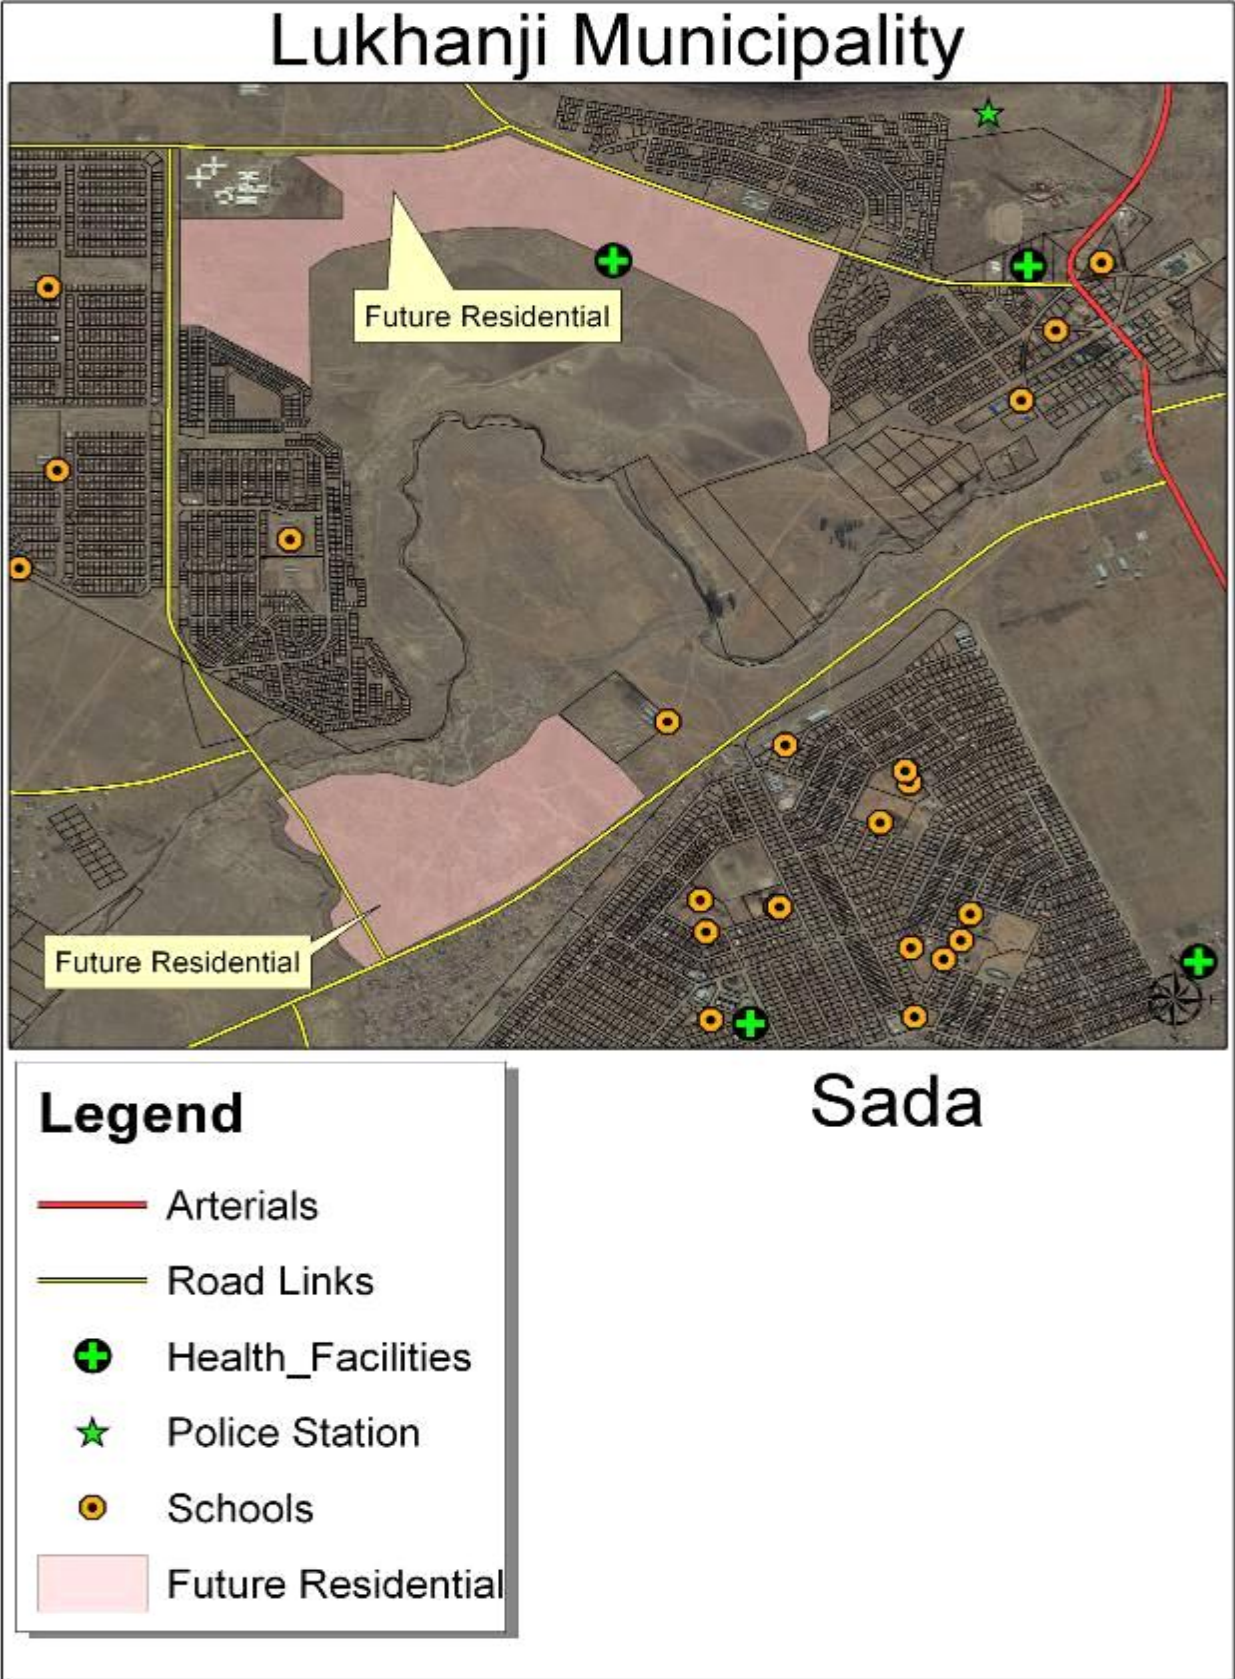 Lukhanji Municipality
Future Residential
Future Residential
Sada
Legend
Arterials
Road Links
Health_Facilities
Police Station
Schools
Future Residential